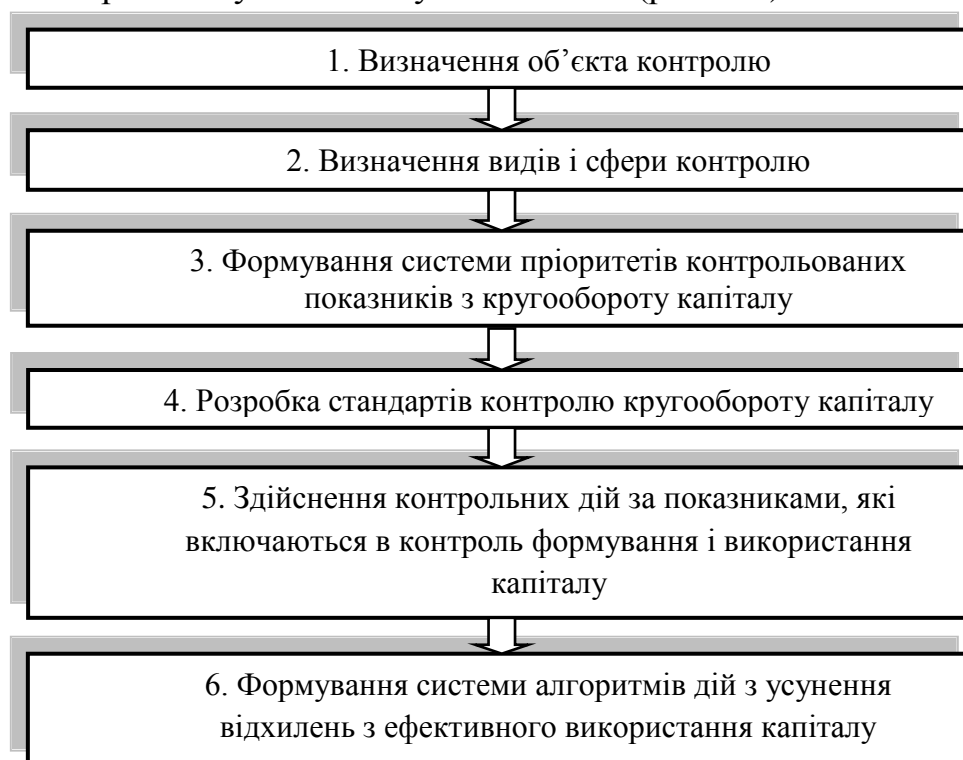 1. Визначення об’єкта контролю
2. Визначення видів і сфери контролю
3. Формування системи пріоритетів контрольованих
показників з кругообороту капіталу
4. Розробка стандартів контролю кругообороту капіталу
5. Здійснення контрольних дій за показниками, які
включаються в контроль формування і використання
капіталу
6. Формування системи алгоритмів дій з усунення
відхилень з ефективного використання капіталу